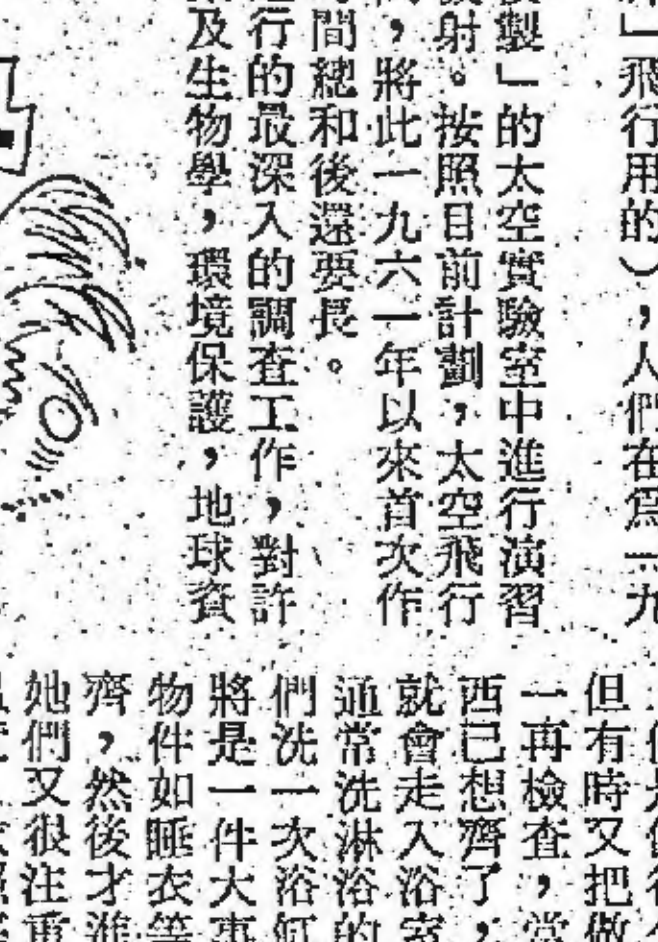 」飛行用的），人們在爲一九
製」的太空實驗室中進行演習
射。按照目前計劃，太空飛行
，將此一九六一年以來首次作
間總和後還要長。
行的最深入的調查工作，對許
及生物學，環境保護，地球資
但有時又把做
一再檢查，當
西已想齊了，
就會走入浴室
通常洗淋浴的
們洗一次浴何
將是一件大事
物件如睡衣等
齊，然後才進
她們又很注重